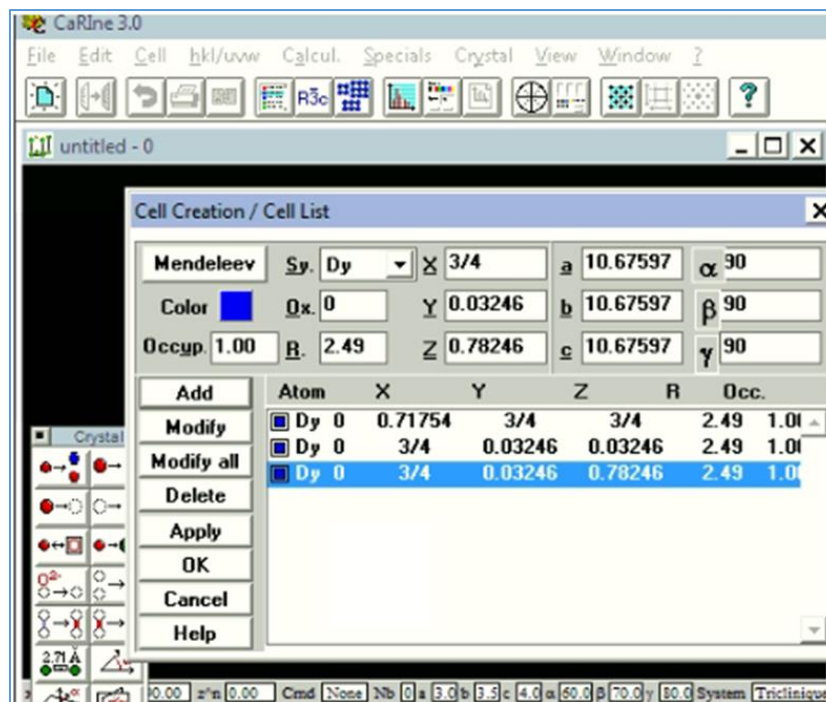 CaRIne 3.0
File Edit Cell hkl/uvw Calcul. Specials Crystal View Window ?
R3̄c
untitled - 0
Cell Creation / Cell List
Mendeleev Sy. Dy X 3/4 a 10.67597 α 90
Color Ox. 0 Y 0.03246 b 10.67597 β 90
Occup. 1.00 R. 2.49 Z 0.78246 c 10.67597 γ 90
Add Atom X Y Z R Occ.
Dy 0 0.71754 3/4 3/4 2.49
Modify
Dy 0 3/4 0.03246 0.03246 2.49
Modify all
Dy 0 3/4 0.03246 0.78246 2.49
Delete
Apply
OK
Cancel
Help
Crystal
2.71 Å
z^n 0.00 Cmd None Nb 0 a 3.0 b 3.5 c 4.0 α 60.0 β 70.0 γ 80.0 System Triclinique